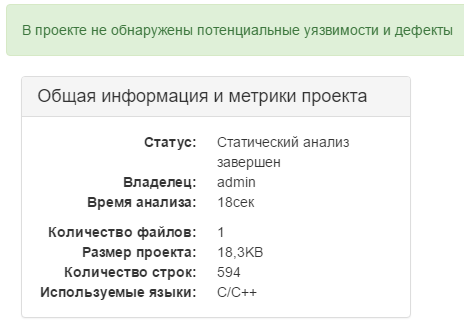 В проекте не обнаружены потенциальные уязвимости и дефекты
Общая информация и метрики проекта
Статус: Статический анализ
завершен
Владелец: admin
Время анализа: 18сек
Количество файлов: 1
Размер проекта: 18,3KB
Количество строк: 594
Используемые языки: C/C++